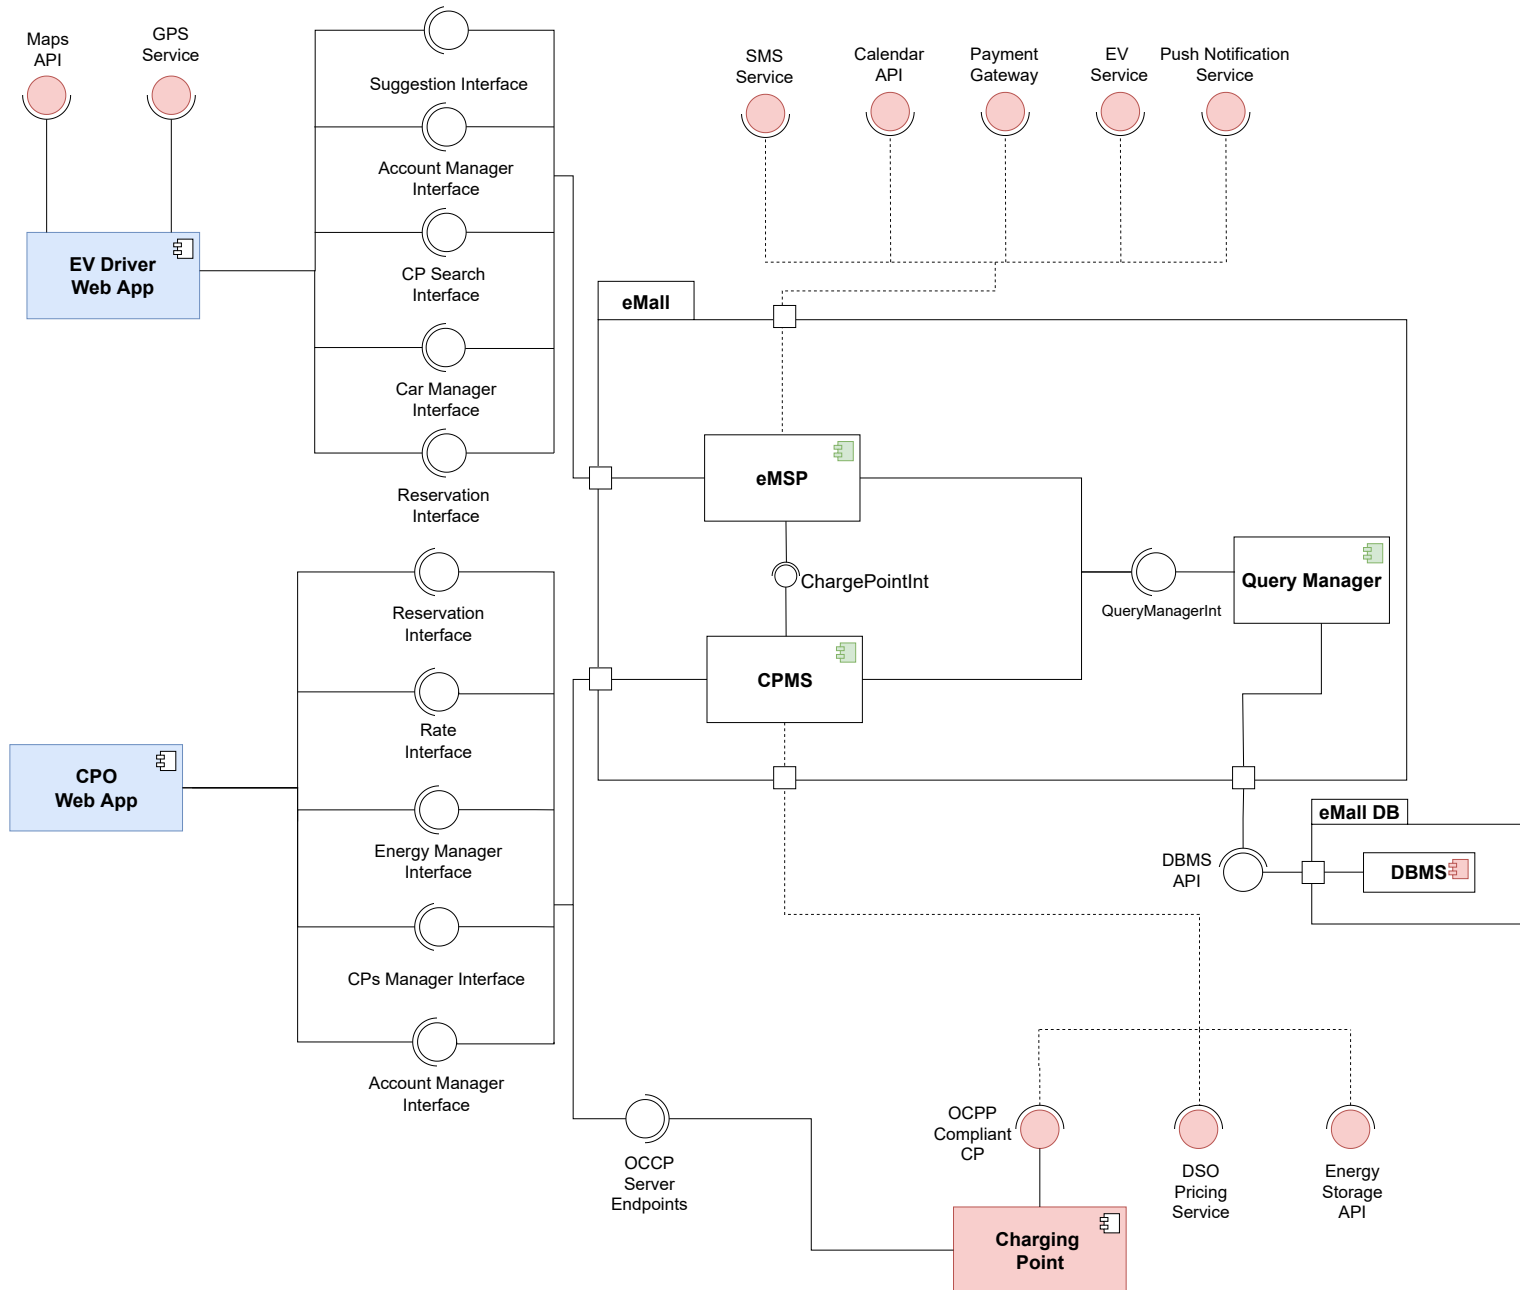 Maps
API
GPS
Service
Suggestion Interface
Account Manager
Interface
CP Search
Interface
Car Manager
Interface
Reservation
Interface
EV Driver
Web App
SMS
Service
Calendar
API
Payment
Gateway
EV
Service
Push Notification
Service
eMall
eMSP
ChargePointInt
CPMS
QueryManagerInt
Query Manager
Reservation
Interface
Rate
Interface
Energy Manager
Interface
CPs Manager Interface
Account Manager
Interface
CPO
Web App
eMall DB
DBMS
API
DBMS
OCCP
Server
Endpoints
OCPP
Compliant
CP
DSO
Pricing
Service
Energy
Storage
API
Charging
Point